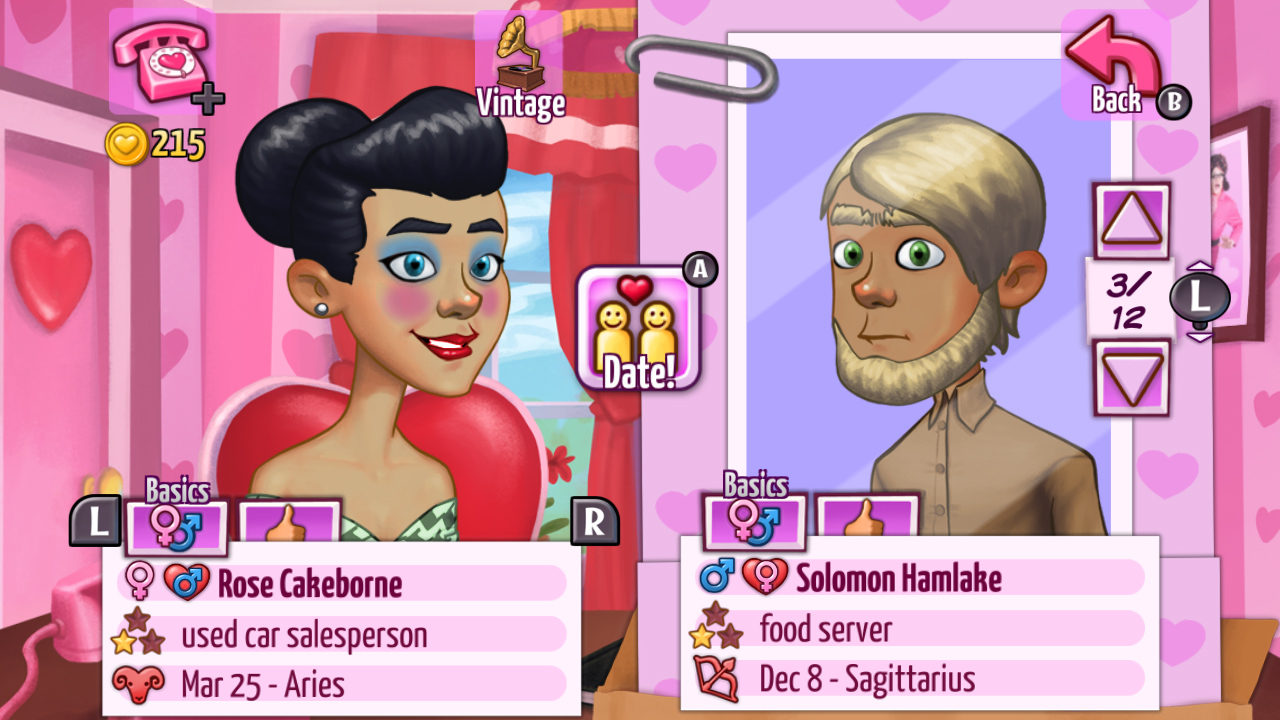 Vintage
Back B
215
A
3/
12
L
Date!
Basics
L
R
Rose Cakeborne
used car salesperson
Mar 25 - Aries
Basics
Solomon Hamlake
food server
Dec 8 - Sagittarius